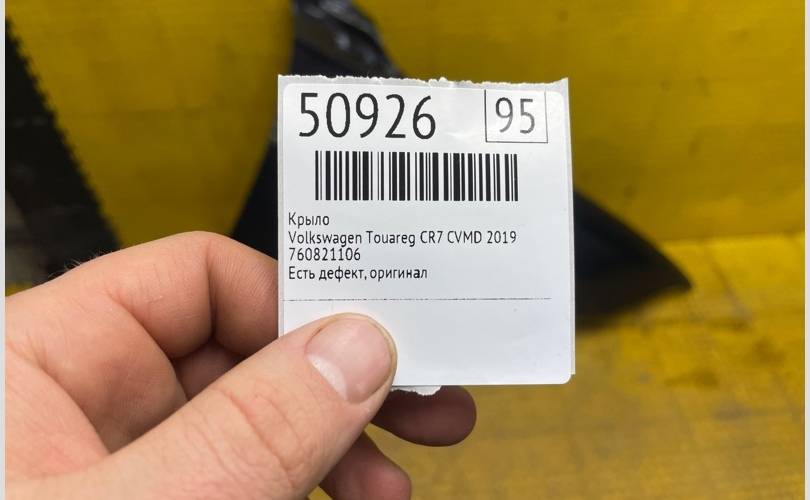 50926 95
Крыло
Volkswagen Touareg CR7 CVMD 2019
760821106
Есть дефект, оригинал